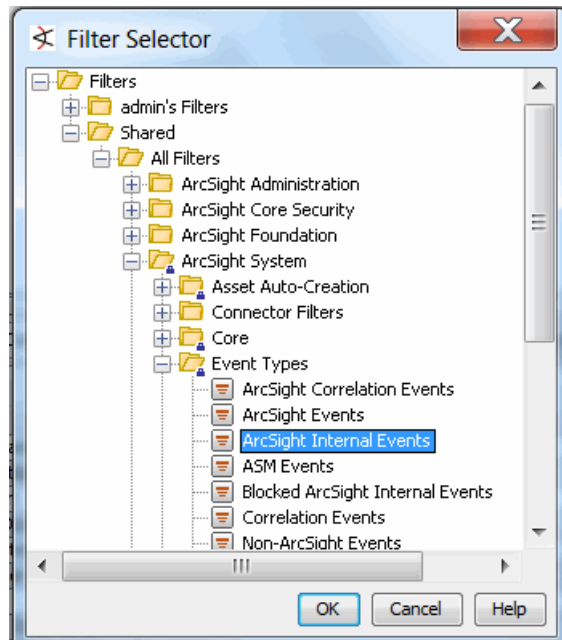 Filter Selector
Filters
admin's Filters
Shared
All Filters
ArcSight Administration
ArcSight Core Security
ArcSight Foundation
ArcSight System
Asset Auto-Creation
Connector Filters
Core
Event Types
ArcSight Correlation Events
ArcSight Events
ArcSight Internal Events
ASM Events
Blocked ArcSight Internal Events
Correlation Events
Non-ArcSight Events
OK Cancel Help